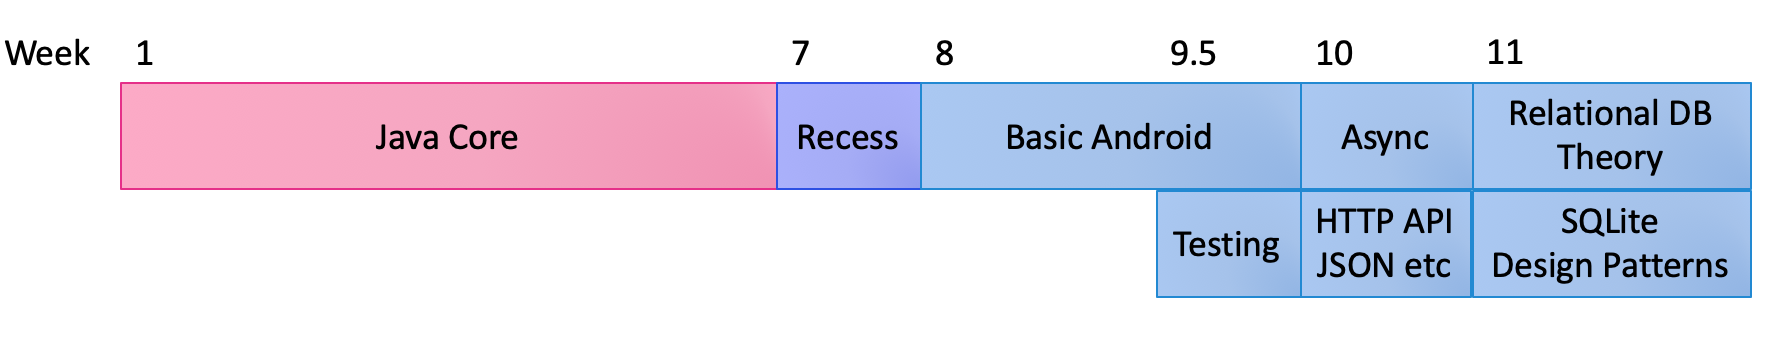 Week 1 7 8 9.5 10 11
Java Core
Recess
Basic Android
Async
Relational DB
Theory
Testing
HTTP API
JSON etc
SQLite
Design Patterns